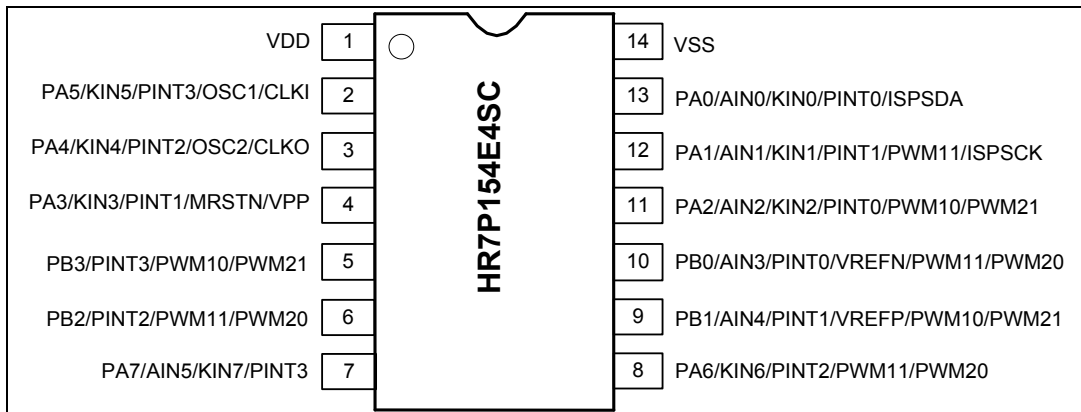 VDD 1 14 VSS
PA5/KIN5/PINT3/OSC1/CLKI 2 13 PA0/AIN0/KIN0/PINT0/ISPSDA
PA4/KIN4/PINT2/OSC2/CLKO 3 12 PA1/AIN1/KIN1/PINT1/PWM11/ISPSCK
PA3/KIN3/PINT1/MRSTN/VPP 4 11 PA2/AIN2/KIN2/PINT0/PWM10/PWM21
PB3/PINT3/PWM10/PWM21 5 10 PB0/AIN3/PINT0/VREFN/PWM11/PWM20
PB2/PINT2/PWM11/PWM20 6 9 PB1/AIN4/PINT1/VREFP/PWM10/PWM21
PA7/AIN5/KIN7/PINT3 7 8 PA6/KIN6/PINT2/PWM11/PWM20
HR7P154E4SC